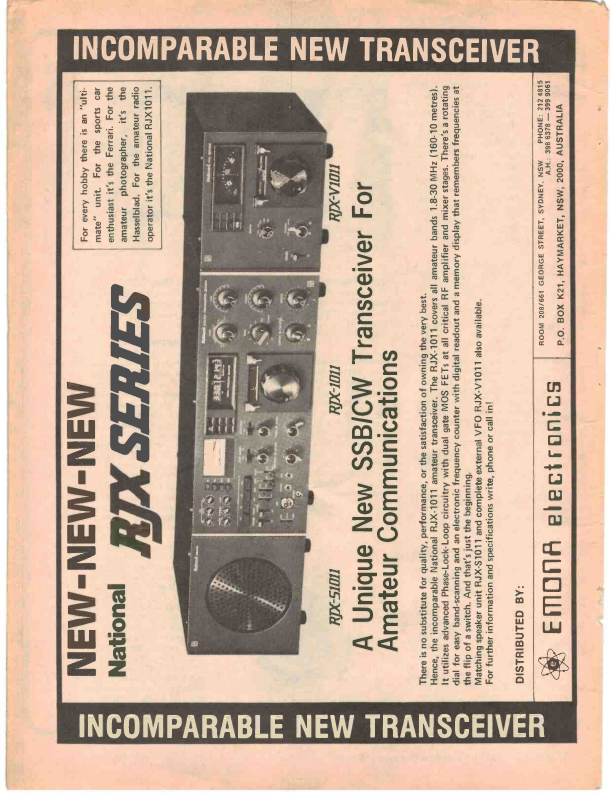 INCOMPARABLE NEW TRANSCEIVER
NEW-NEW-NEW
National RJX SERIES
For every hobby there is an "ulti-
mate" unit. For the sports car
enthusiast it's the Ferrari. For the
amateur photographer, it's the
Hasselblad. For the amateur radio
operator it's the National RJX1011.
RJX-S1011
RJX-1011
RJX-V1011
A Unique New SSB/CW Transceiver For
Amateur Communications
There is no substitute for quality, performance, or the satisfaction of owning the very best.
Hence, the incomparable National RJX-1011 amateur transceiver. The RJX-1011 covers all amateur bands 1.8-30 MHz (160-10 metres).
It utilizes advanced Phase-Lock-Loop circuitry with dual gate MOS FETs at all critical RF amplifier and mixer stages. There's a rotating
dial for easy band-scanning and an electronic frequency counter with digital readout and a memory display that remembers frequencies at
the flip of a switch. And that's just the beginning.
Matching speaker unit RJX-S1011 and complete external VFO RJX-V1011 also available.
For further information and specifications write, phone or call in!
DISTRIBUTED BY:
e EMONA electronics
ROOM 208/661 GEORGE STREET, SYDNEY, NSW PHONE: 212 4815
A.H.: 398 6378 — 399 9061
P.O. BOX K21, HAYMARKET, NSW, 2000, AUSTRALIA
INCOMPARABLE NEW TRANSCEIVER